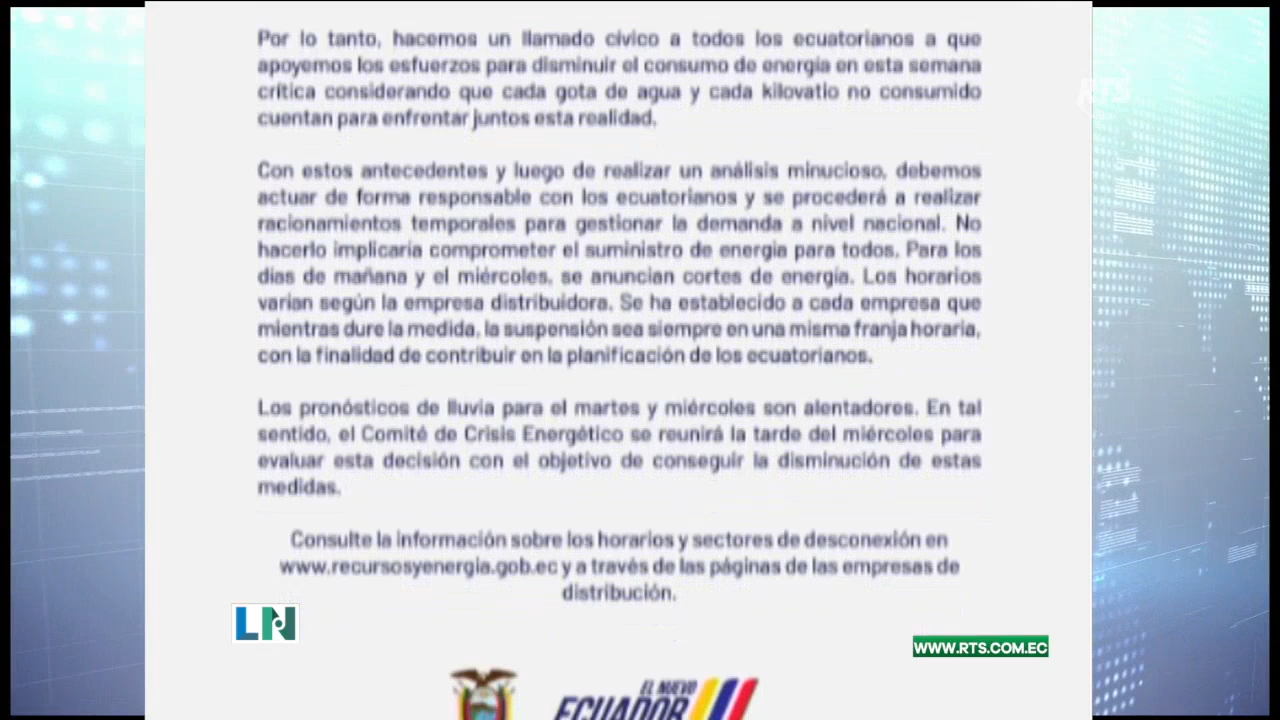 Por lo tanto, hacemos un llamado cívico a todos los ecuatorianos a que
apoyemos los esfuerzos para disminuir el consumo de energía en esta semana
crítica considerando que cada gota de agua y cada kilovatio no consumido
cuentan para enfrentar juntos esta realidad.
Con estos antecedentes y luego de realizar un análisis minucioso, debemos
actuar de forma responsable con los ecuatorianos y se procederá a realizar
racionamientos temporales para gestionar la demanda a nivel nacional. No
hacerlo implicaría comprometer el suministro de energía para todos. Para los
días de mañana y el miércoles, se anuncian cortes de energía. Los horarios
varían según la empresa distribuidora. Se ha establecido a cada empresa que
mientras dure la medida, la suspensión sea siempre en una misma franja horaria,
con la finalidad de contribuir en la planificación de los ecuatorianos.
Los pronósticos de lluvia para el martes y miércoles son alentadores. En tal
sentido, el Comité de Crisis Energético se reunirá la tarde del miércoles para
evaluar esta decisión con el objetivo de conseguir la disminución de estas
medidas.
Consulte la información sobre los horarios y sectores de desconexión en
www.recursosyenergia.gob.ec y a través de las páginas de las empresas de
distribución.
RTS
LN
WWW.RTS.COM.EC
EL NUEVO
ECUADOR